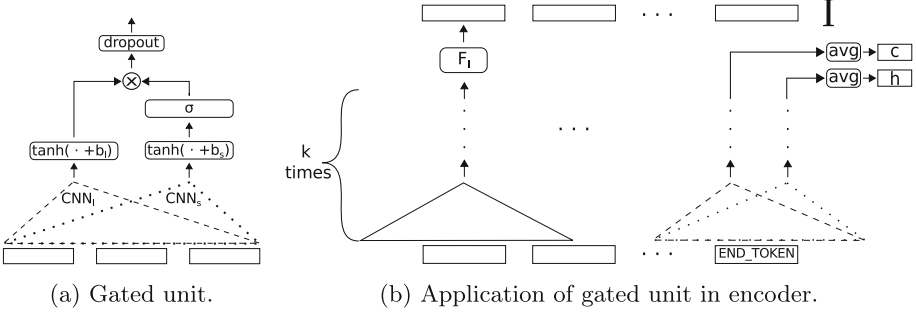 dropout
×
σ
tanh( · +b_l)
tanh( · +b_s)
CNN_l
CNN_s
(a) Gated unit.
. . .
I
F_I
avg
c
avg
h
. . .
k
times
. . .
END_TOKEN
(b) Application of gated unit in encoder.